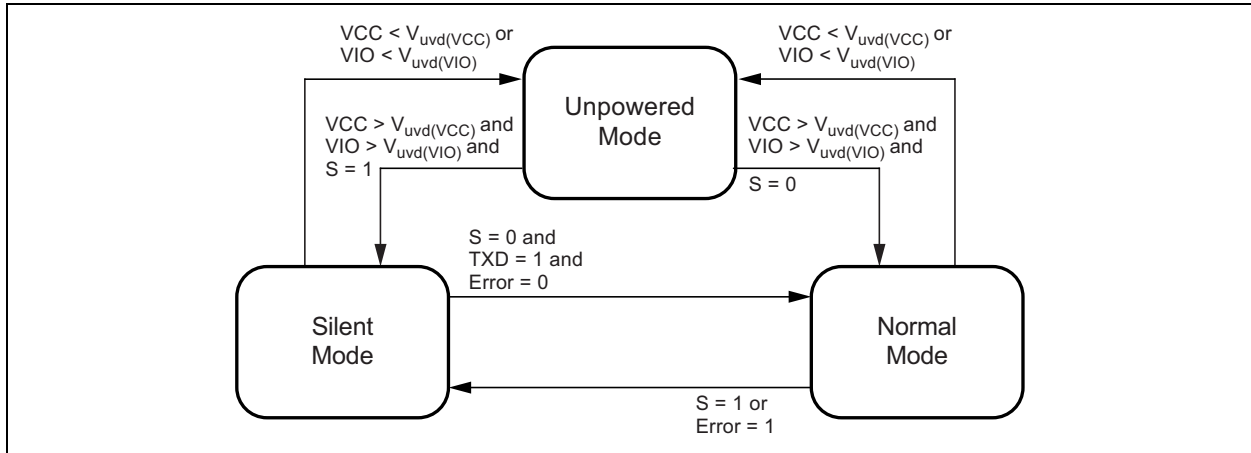 VCC < Vuvd(VCC) or
VIO < Vuvd(VIO)
VCC < Vuvd(VCC) or
VIO < Vuvd(VIO)
Unpowered
Mode
VCC > Vuvd(VCC) and
VIO > Vuvd(VIO) and
S = 1
VCC > Vuvd(VCC) and
VIO > Vuvd(VIO) and
S = 0
S = 0 and
TXD = 1 and
Error = 0
Silent
Mode
Normal
Mode
S = 1 or
Error = 1